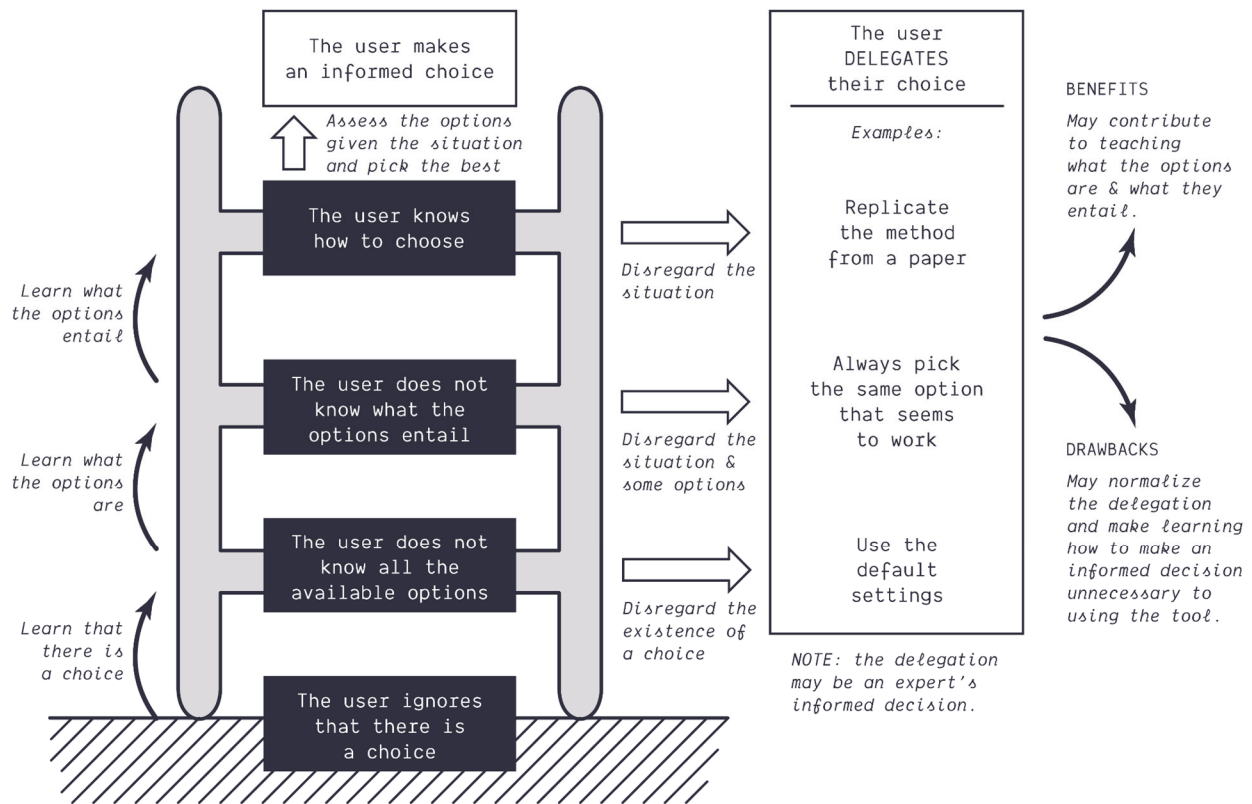 The user makes
an informed choice
Assess the options
given the situation
and pick the best
The user knows
how to choose
Learn what
the options
entail
The user does not
know what the
options entail
Learn what
the options
are
The user does not
know all the
available options
Learn that
there is
a choice
The user ignores
that there is
a choice
Disregard the
situation
Disregard the
situation &
some options
Disregard the
existence of
a choice
The user
DELEGATES
their choice
Examples:
Replicate
the method
from a paper
Always pick
the same option
that seems
to work
Use the
default
settings
NOTE: the delegation
may be an expert's
informed decision.
BENEFITS
May contribute
to teaching
what the options
are & what they
entail.
DRAWBACKS
May normalize
the delegation
and make learning
how to make an
informed decision
unnecessary to
using the tool.